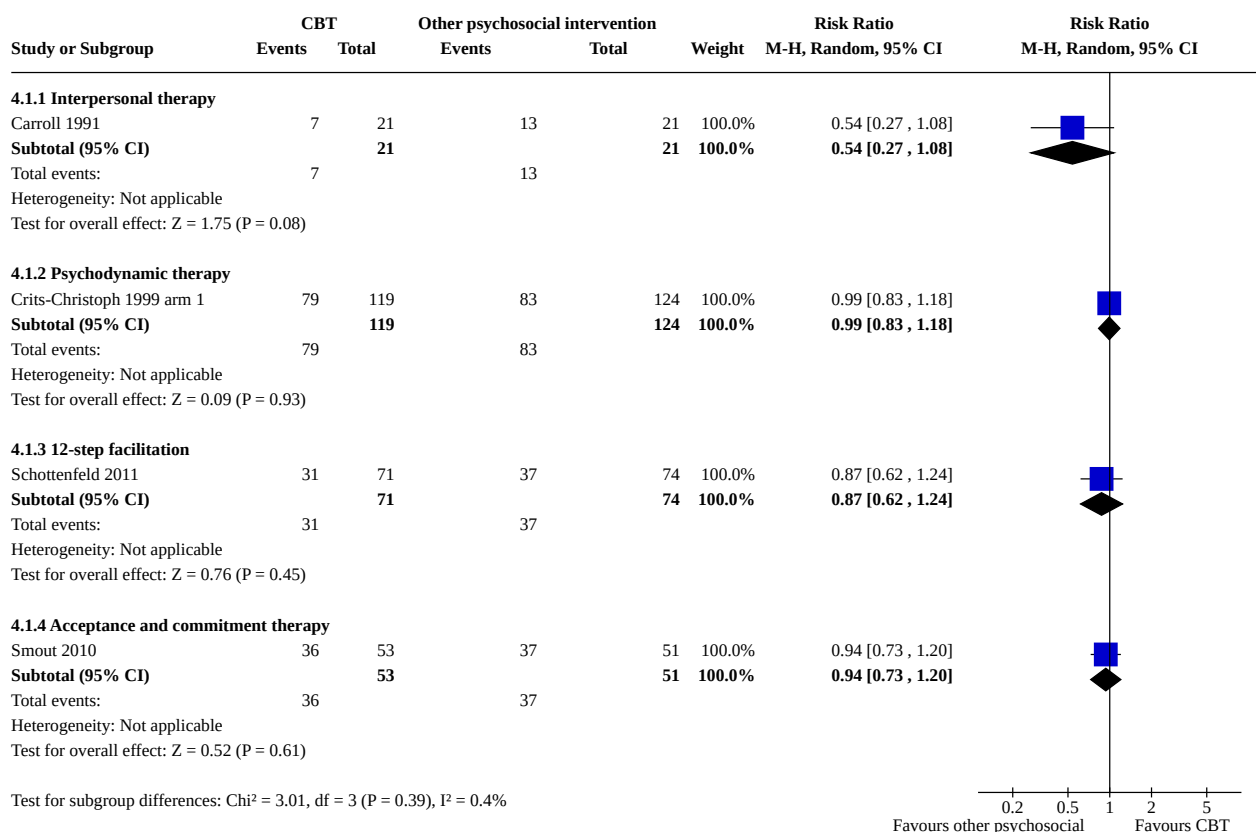 CBT Other psychosocial intervention Risk Ratio Risk Ratio
Study or Subgroup Events Total Events Total Weight M-H, Random, 95% CI M-H, Random, 95% CI
4.1.1 Interpersonal therapy
Carroll 1991 7 21 13 21 100.0% 0.54 [0.27 , 1.08]
Subtotal (95% CI) 21 21 100.0% 0.54 [0.27 , 1.08]
Total events: 7 13
Heterogeneity: Not applicable
Test for overall effect: Z = 1.75 (P = 0.08)
4.1.2 Psychodynamic therapy
Crits-Christoph 1999 arm 1 79 119 83 124 100.0% 0.99 [0.83 , 1.18]
Subtotal (95% CI) 119 124 100.0% 0.99 [0.83 , 1.18]
Total events: 79 83
Heterogeneity: Not applicable
Test for overall effect: Z = 0.09 (P = 0.93)
4.1.3 12-step facilitation
Schottenfeld 2011 31 71 37 74 100.0% 0.87 [0.62 , 1.24]
Subtotal (95% CI) 71 74 100.0% 0.87 [0.62 , 1.24]
Total events: 31 37
Heterogeneity: Not applicable
Test for overall effect: Z = 0.76 (P = 0.45)
4.1.4 Acceptance and commitment therapy
Smout 2010 36 53 37 51 100.0% 0.94 [0.73 , 1.20]
Subtotal (95% CI) 53 51 100.0% 0.94 [0.73 , 1.20]
Total events: 36 37
Heterogeneity: Not applicable
Test for overall effect: Z = 0.52 (P = 0.61)
Test for subgroup differences: Chi² = 3.01, df = 3 (P = 0.39), I² = 0.4%
0.2 0.5 1 2 5
Favours other psychosocial Favours CBT